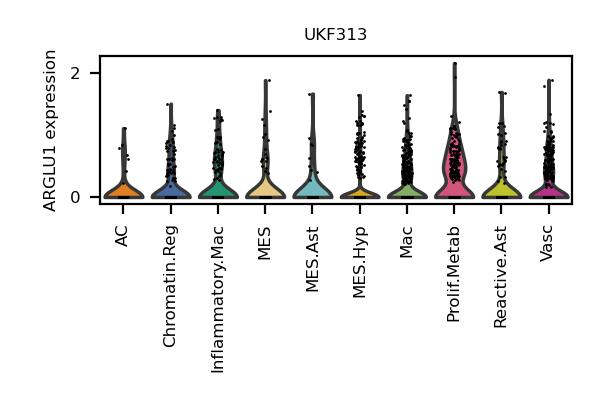 UKF313
ARGLU1 expression
2
0
AC
Chromatin.Reg
Inflammatory.Mac
MES
MES.Ast
MES.Hyp
Mac
Prolif.Metab
Reactive.Ast
Vasc